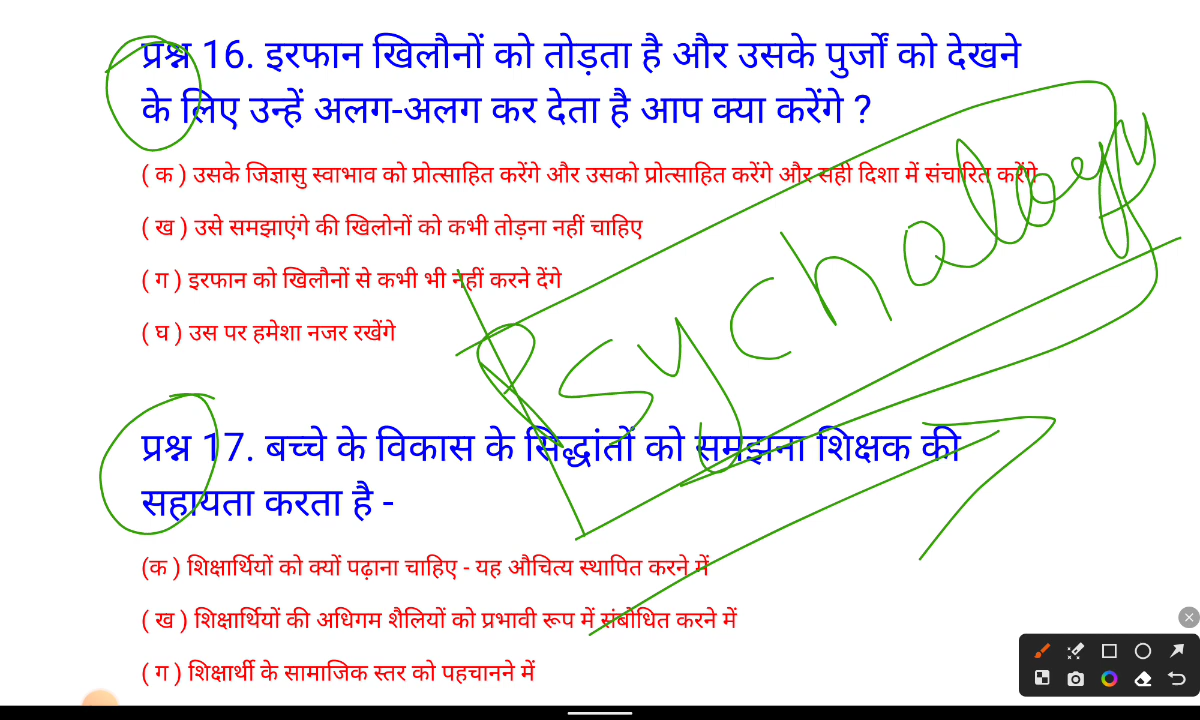 प्रश्न 16. इरफान खिलौनों को तोड़ता है और उसके पुर्जों को देखने
के लिए उन्हें अलग-अलग कर देता है आप क्या करेंगे ?
( क ) उसके जिज्ञासु स्वाभाव को प्रोत्साहित करेंगे और उसको प्रोत्साहित करेंगे और सही दिशा में संचारित करेंगे
( ख ) उसे समझाएंगे की खिलोनों को कभी तोड़ना नहीं चाहिए
( ग ) इरफान को खिलौनों से कभी भी नहीं करने देंगे
( घ ) उस पर हमेशा नजर रखेंगे
Psychology
प्रश्न 17. बच्चे के विकास के सिद्धांतों को समझना शिक्षक की
सहायता करता है -
(क ) शिक्षार्थियों को क्यों पढ़ाना चाहिए - यह औचित्य स्थापित करने में
( ख ) शिक्षार्थियों की अधिगम शैलियों को प्रभावी रूप में संबोधित करने में
( ग ) शिक्षार्थी के सामाजिक स्तर को पहचानने में